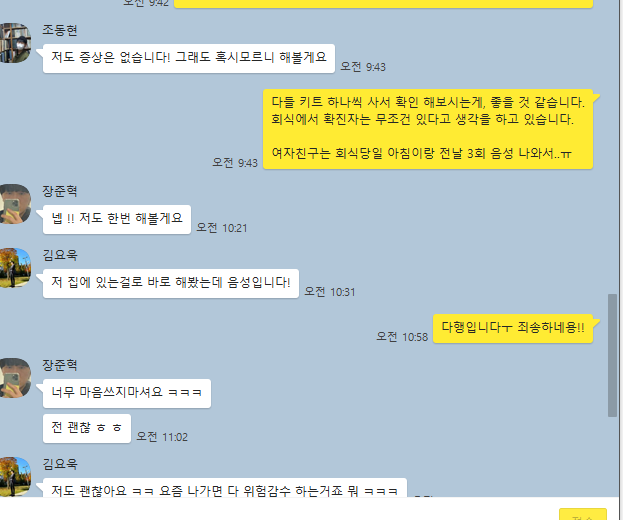 오전 9:42
조동현
저도 증상은 없습니다! 그래도 혹시모르니 해볼게요
오전 9:43
다들 키트 하나씩 사서 확인 해보시는게, 좋을 것 같습니다.
회식에서 확진자는 무조건 있다고 생각을 하고 있습니다.
여자친구는 회식당일 아침이랑 전날 3회 음성 나와서..ㅠ
오전 9:43
장준혁
넵 !! 저도 한번 해볼게요
오전 10:21
김요욱
저 집에 있는걸로 바로 해봤는데 음성입니다!
오전 10:31
다행입니다ㅜ 죄송하네용!!
오전 10:58
장준혁
너무 마음쓰지마셔요 ㅋㅋㅋ
전 괜찮 ㅎ ㅎ
오전 11:02
김요욱
저도 괜찮아요 ㅋㅋ 요즘 나가면 다 위험감수 하는거죠 뭐 ㅋㅋㅋ